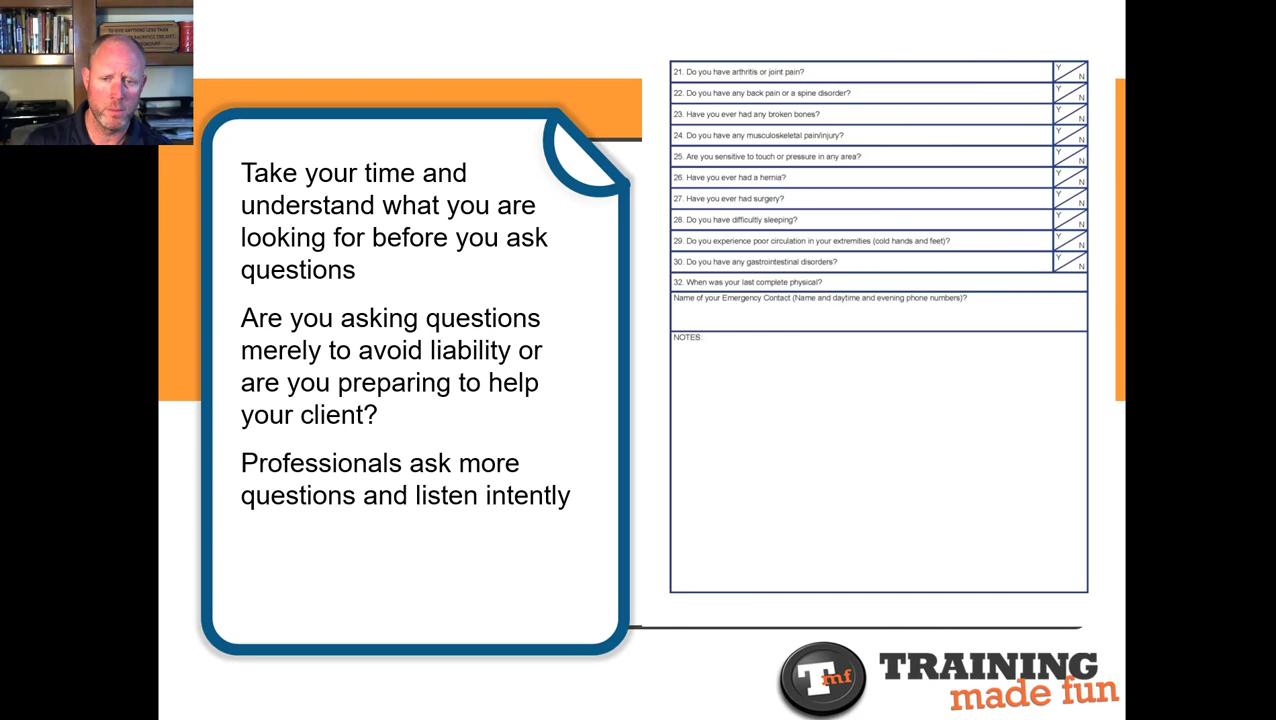 TO GIVE ANYTHING LESS THAN
Take your time and
understand what you are
looking for before you ask
questions
Are you asking questions
merely to avoid liability or
are you preparing to help
your client?
Professionals ask more
questions and listen intently
21. Do you have arthritis or joint pain? Y N
22. Do you have any back pain or a spine disorder? Y N
23. Have you ever had any broken bones? Y N
24. Do you have any musculoskeletal pain/injury? Y N
25. Are you sensitive to touch or pressure in any area? Y N
26. Have you ever had a hernia? Y N
27. Have you ever had surgery? Y N
28. Do you have difficultly sleeping? Y N
29. Do you experience poor circulation in your extremities (cold hands and feet)? Y N
30. Do you have any gastrointestinal disorders? Y N
32. When was your last complete physical?
Name of your Emergency Contact (Name and daytime and evening phone numbers)?
NOTES:
Tmf
TRAINING
made fun